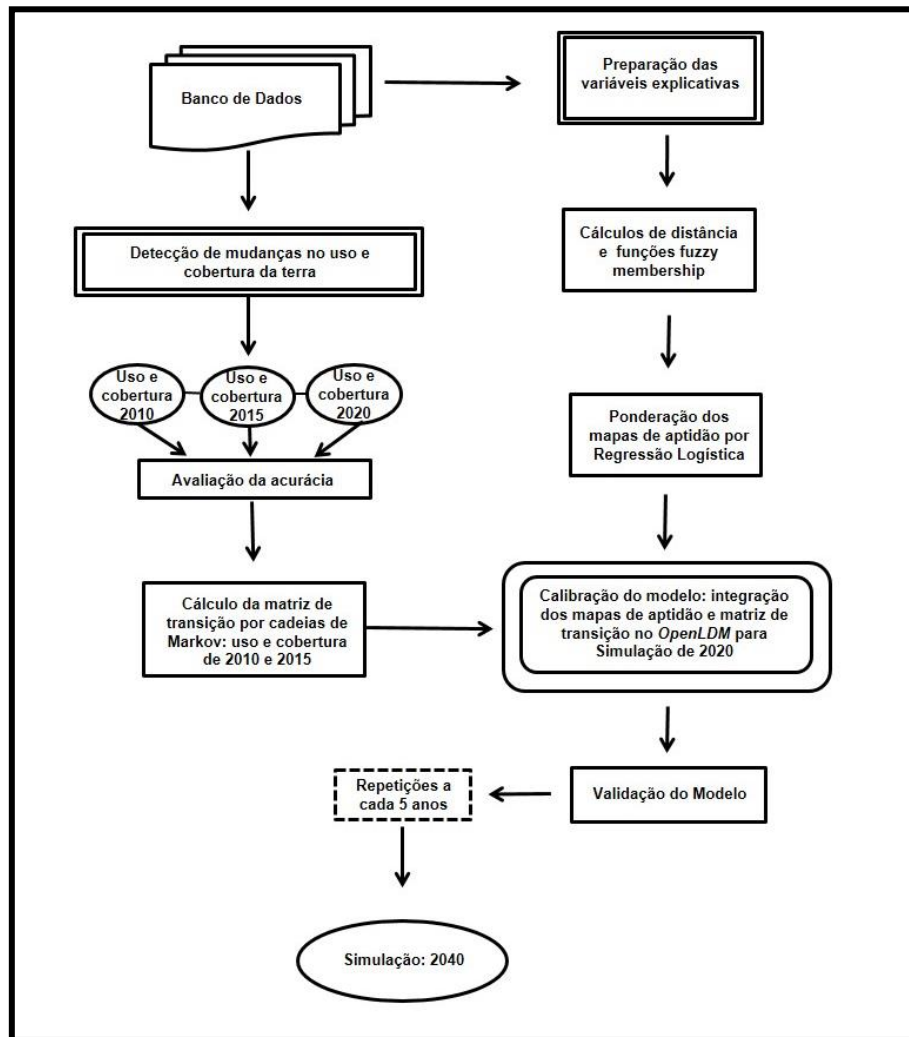 Banco de Dados
Preparação das
variáveis explicativas
Detecção de mudanças no uso e
cobertura da terra
Cálculos de distância
e funções fuzzy
membership
Uso e
cobertura
2010
Uso e
cobertura
2015
Uso e
cobertura
2020
Avaliação da acurácia
Ponderação dos
mapas de aptidão por
Regressão Logística
Cálculo da matriz de
transição por cadeias de
Markov: uso e cobertura
de 2010 e 2015
Calibração do modelo: integração
dos mapas de aptidão e matriz de
transição no OpenLDM para
Simulação de 2020
Validação do Modelo
Repetições a
cada 5 anos
Simulação: 2040